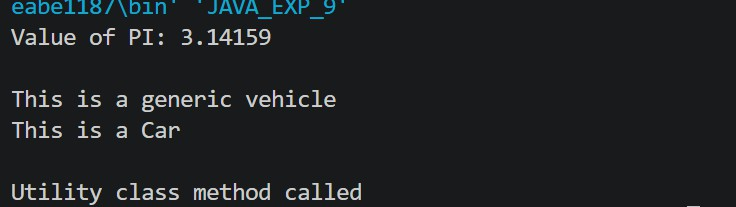 eabe1187\bin' 'JAVA_EXP_9'
Value of PI: 3.14159
This is a generic vehicle
This is a Car
Utility class method called